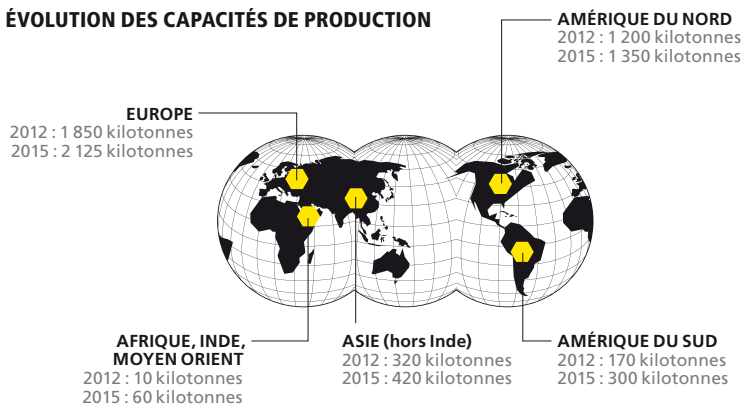 ÉVOLUTION DES CAPACITÉS DE PRODUCTION
AMÉRIQUE DU NORD
2012 : 1 200 kilotonnes
2015 : 1 350 kilotonnes
EUROPE
2012 : 1 850 kilotonnes
2015 : 2 125 kilotonnes
AFRIQUE, INDE,
MOYEN ORIENT
2012 : 10 kilotonnes
2015 : 60 kilotonnes
ASIE (hors Inde)
2012 : 320 kilotonnes
2015 : 420 kilotonnes
AMÉRIQUE DU SUD
2012 : 170 kilotonnes
2015 : 300 kilotonnes